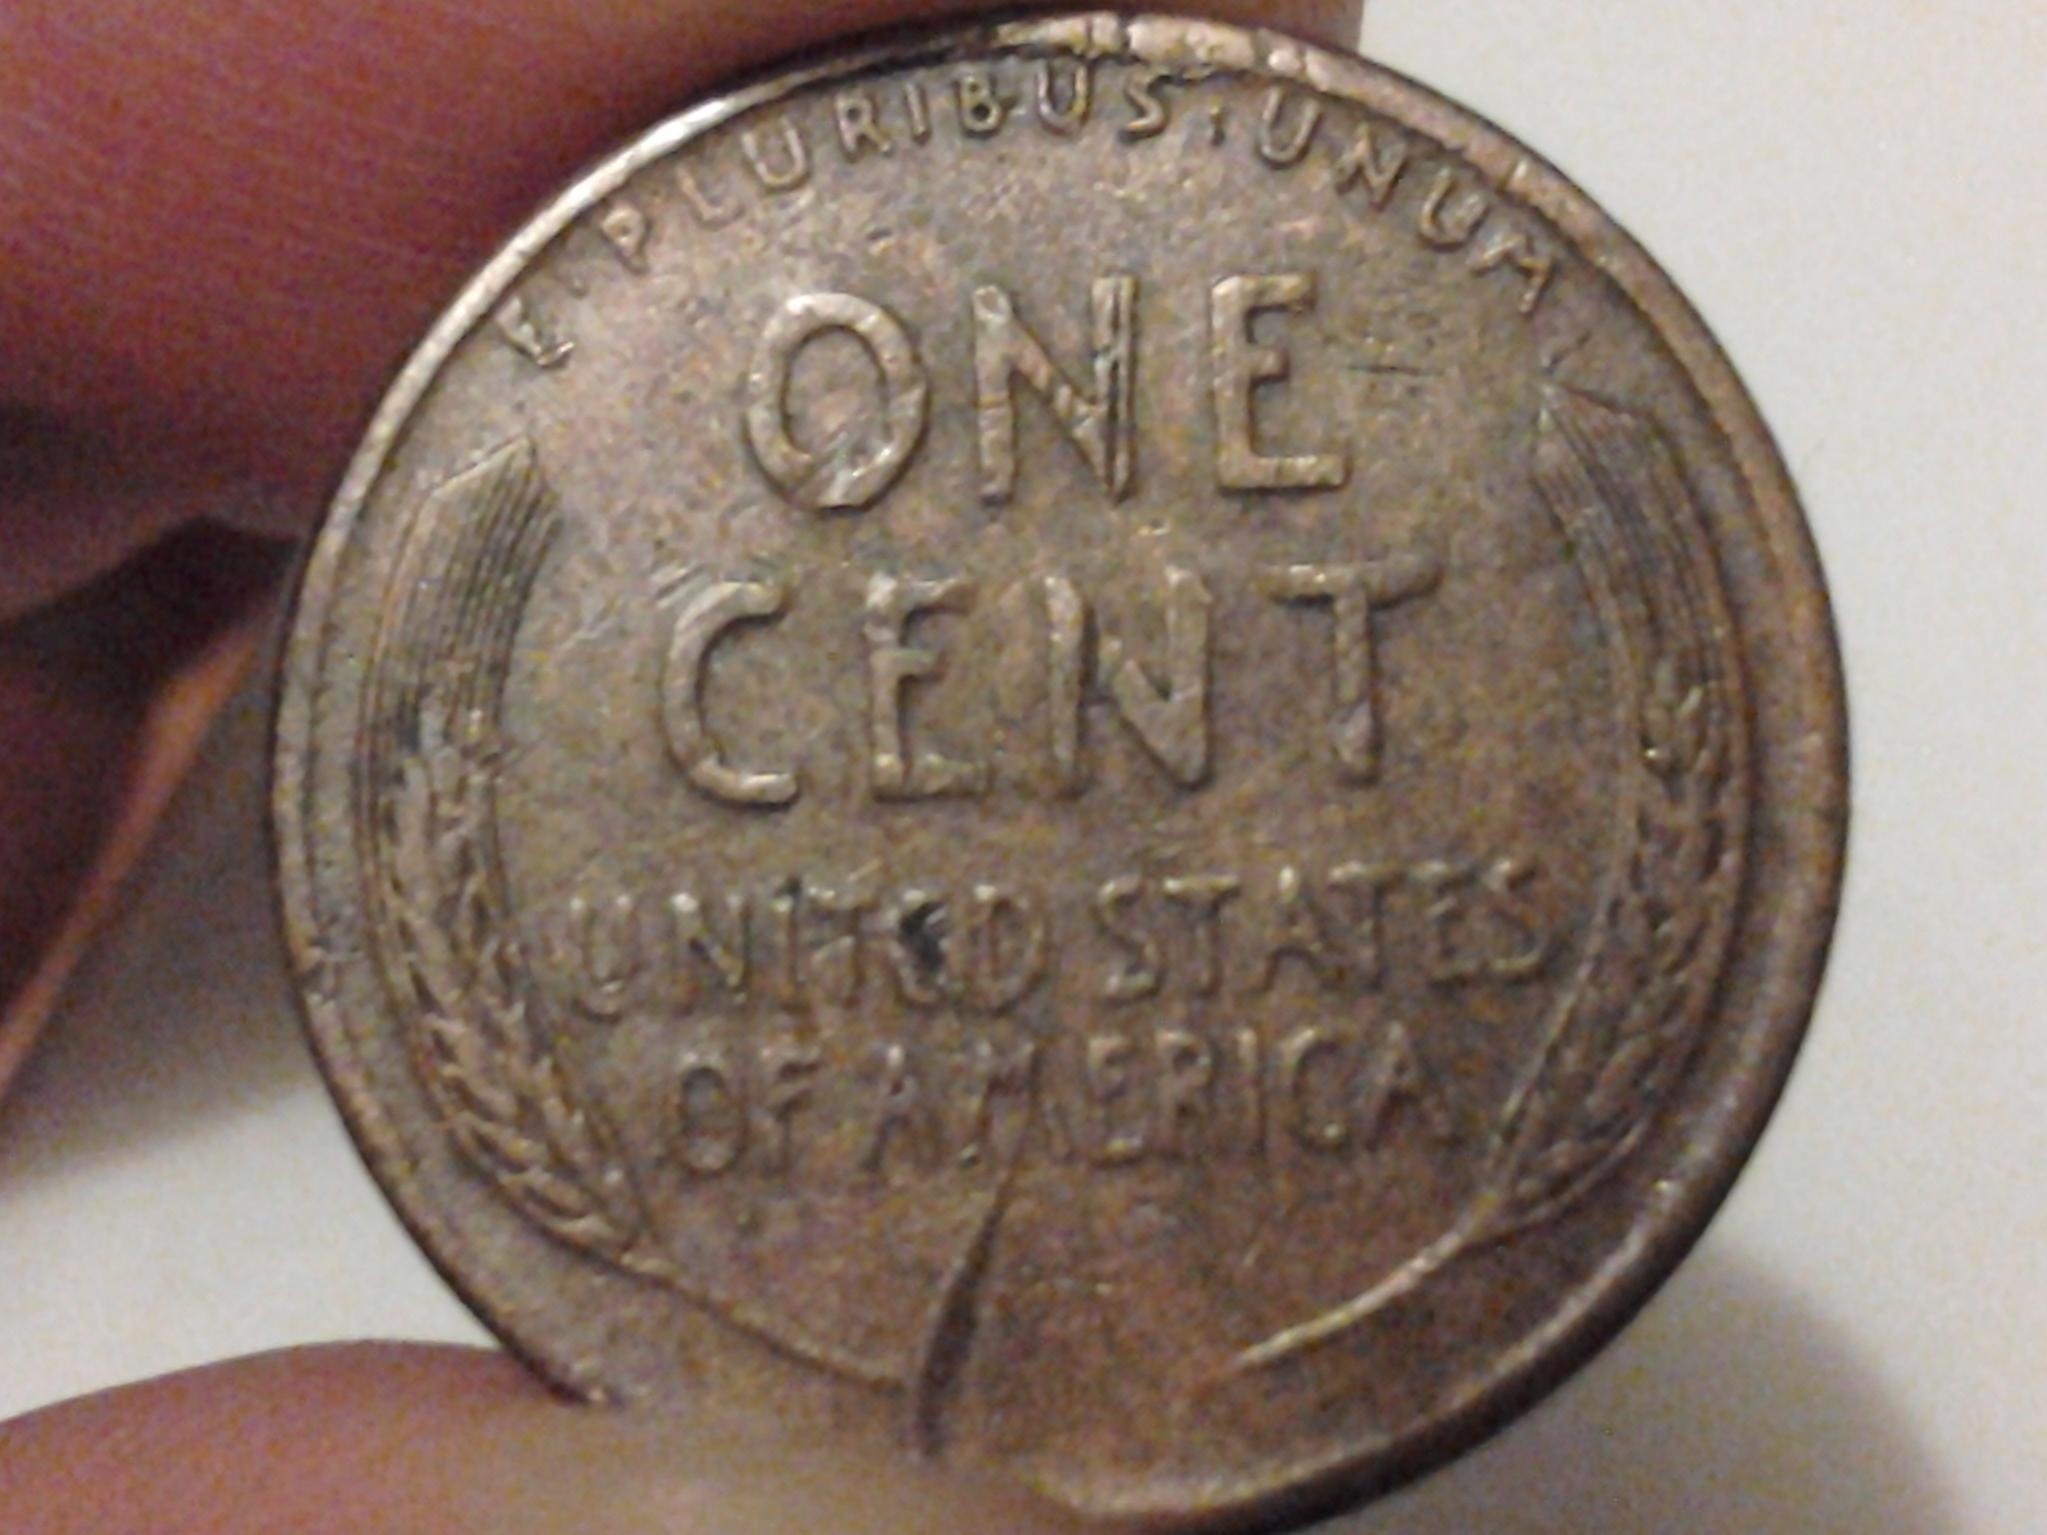 E · PLURIBUS · UNUM
ONE
CENT
UNITED STATES
OF AMERICA